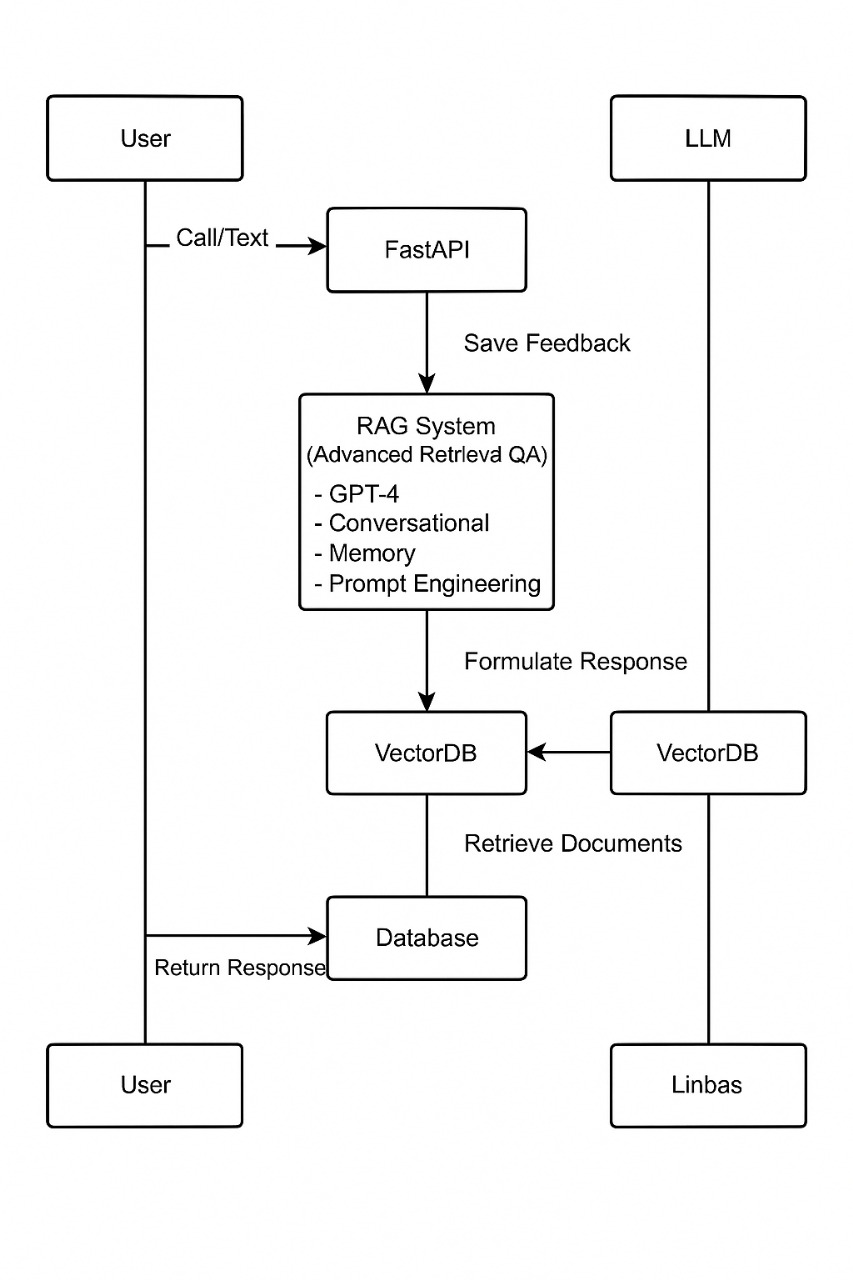 User
LLM
Call/Text
FastAPI
Save Feedback
RAG System
(Advanced Retrleval QA)
- GPT-4
- Conversational
- Memory
- Prompt Engineering
Formulate Response
VectorDB
VectorDB
Retrieve Documents
Database
Return Response
User
Linbas